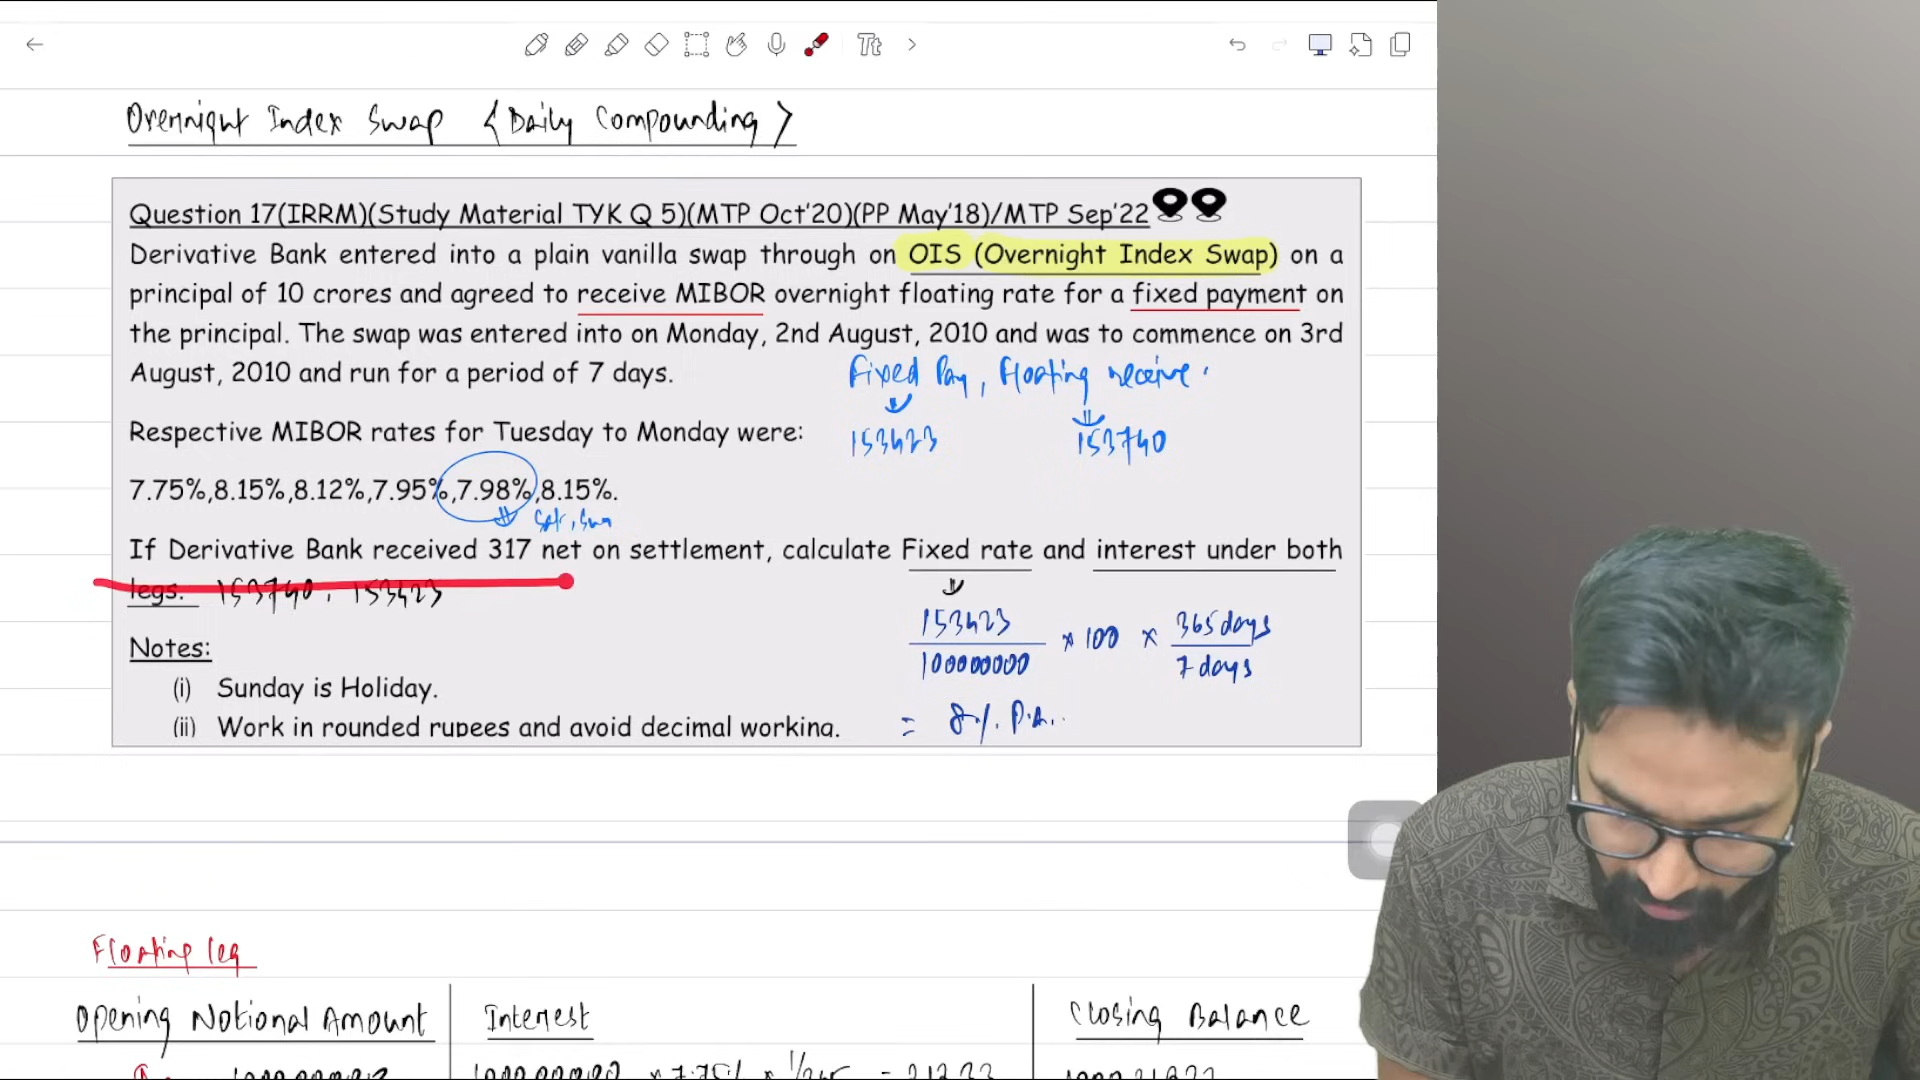 Tt
Overnight Index Swap <Daily Compounding>
Question 17(IRRM)(Study Material TYK Q 5)(MTP Oct'20)(PP May'18)/MTP Sep'22
Derivative Bank entered into a plain vanilla swap through on OIS (Overnight Index Swap) on a
principal of 10 crores and agreed to receive MIBOR overnight floating rate for a fixed payment on
the principal. The swap was entered into on Monday, 2nd August, 2010 and was to commence on 3rd
August, 2010 and run for a period of 7 days.
Fixed Pay, Floating receive
Respective MIBOR rates for Tuesday to Monday were:
153423 153740
7.75%,8.15%,8.12%,7.95%,7.98%,8.15%.
Sat, Sun
If Derivative Bank received 317 net on settlement, calculate Fixed rate and interest under both
legs. 153740, 153423
153423
100000000
× 100 × 365 days
7 days
Notes:
(i) Sunday is Holiday.
(ii) Work in rounded rupees and avoid decimal working.
= 8% P.A.
Floating leg
Opening Notional Amount Interest Closing Balance